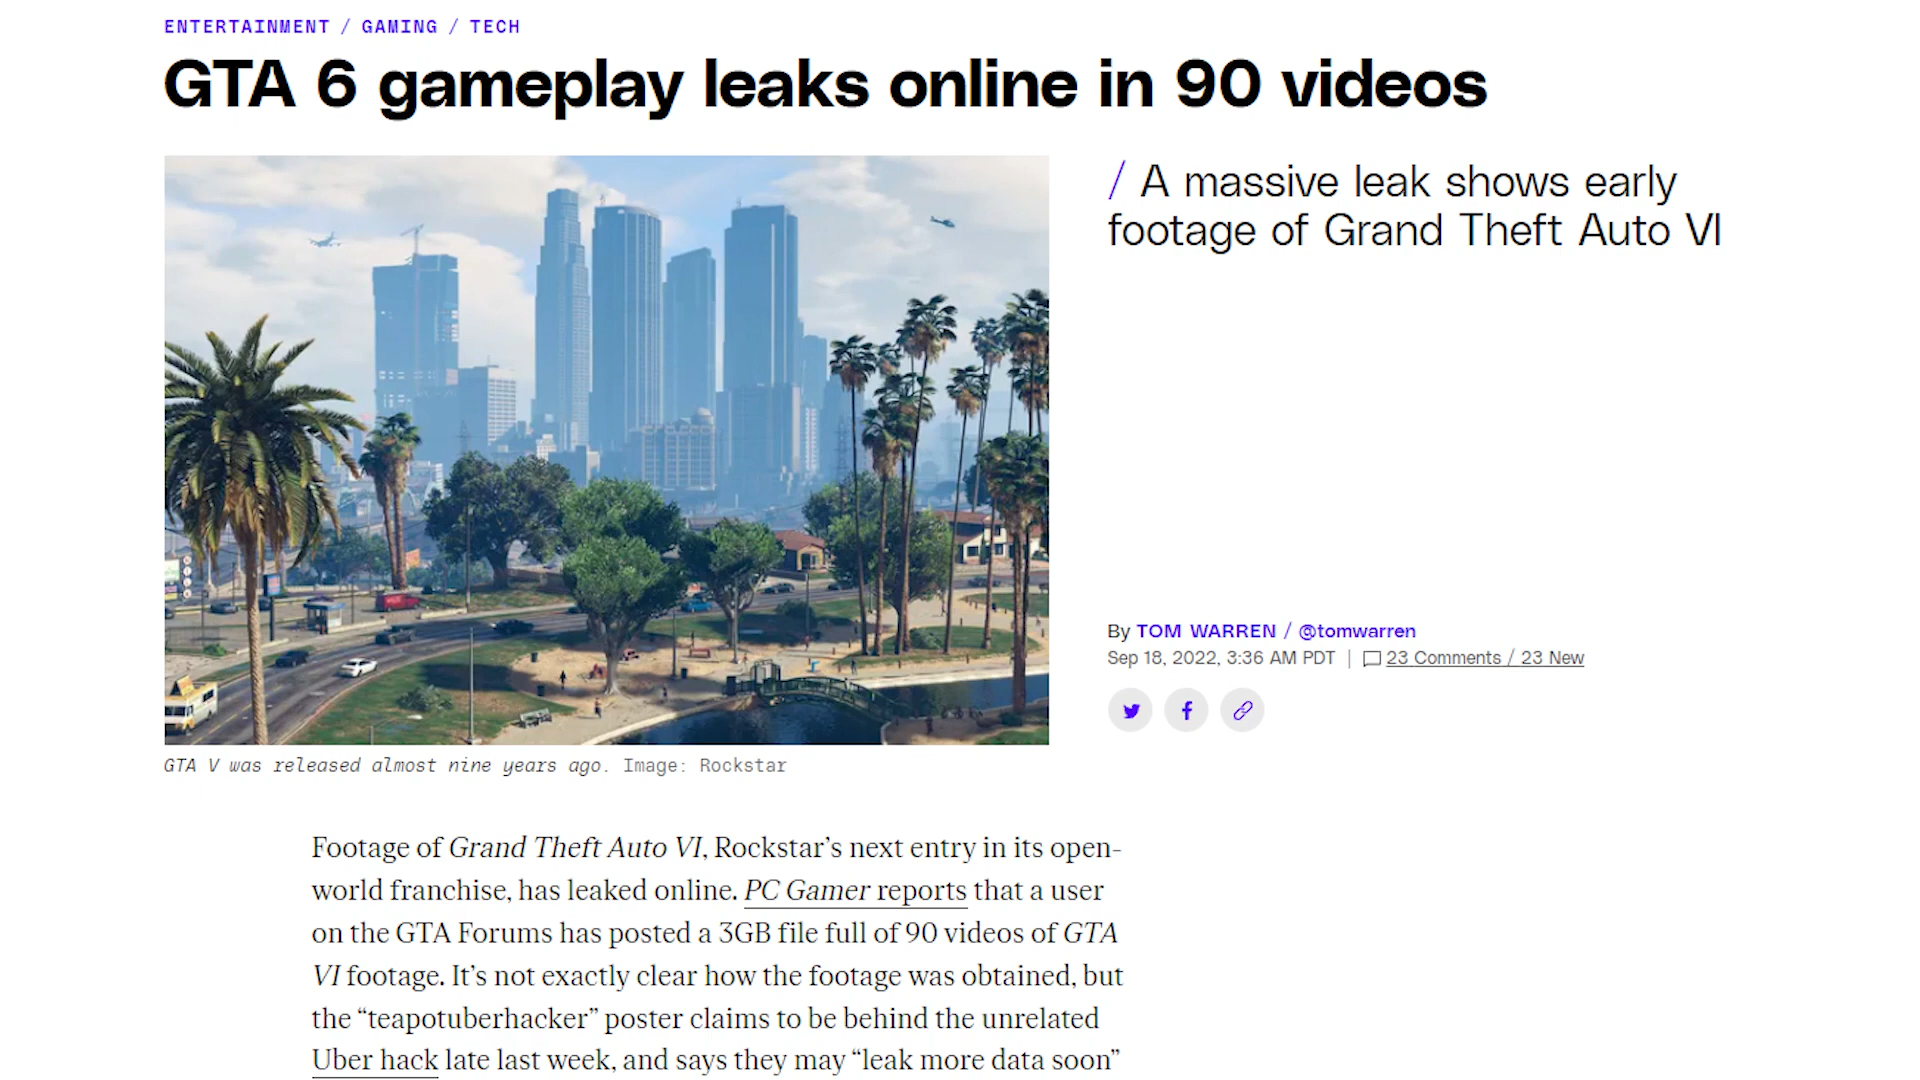 ENTERTAINMENT / GAMING / TECH
GTA 6 gameplay leaks online in 90 videos
/ A massive leak shows early
footage of Grand Theft Auto VI
By TOM WARREN / @tomwarren
Sep 18, 2022, 3:36 AM PDT | 23 Comments / 23 New
GTA V was released almost nine years ago. Image: Rockstar
Footage of Grand Theft Auto VI, Rockstar’s next entry in its open-
world franchise, has leaked online. PC Gamer reports that a user
on the GTA Forums has posted a 3GB file full of 90 videos of GTA
VI footage. It’s not exactly clear how the footage was obtained, but
the “teapotuberhacker” poster claims to be behind the unrelated
Uber hack late last week, and says they may “leak more data soon”